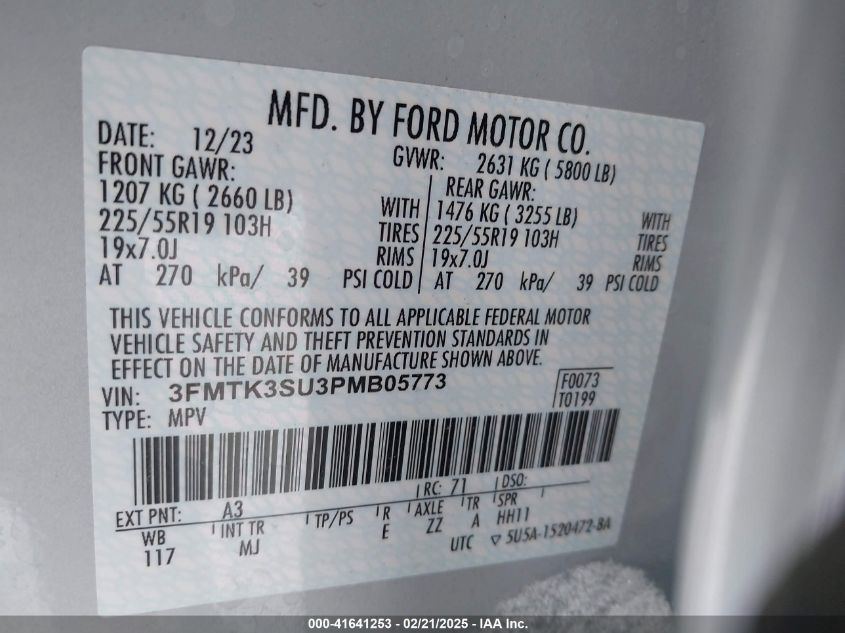 MFD. BY FORD MOTOR CO.
DATE: 12/23 GVWR: 2631 KG ( 5800 LB)
FRONT GAWR: REAR GAWR:
1207 KG ( 2660 LB) WITH 1476 KG ( 3255 LB) WITH
225/55R19 103H TIRES 225/55R19 103H TIRES
19x7.0J RIMS 19x7.0J RIMS
AT 270 kPa/ 39 PSI COLD AT 270 kPa/ 39 PSI COLD
THIS VEHICLE CONFORMS TO ALL APPLICABLE FEDERAL MOTOR
VEHICLE SAFETY AND THEFT PREVENTION STANDARDS IN
EFFECT ON THE DATE OF MANUFACTURE SHOWN ABOVE.
VIN: 3FMTK3SU3PMB05773 F0073
TYPE: MPV T0199
EXT PNT: A3 RC: 71 DSO:
WB INT TR TP/PS R AXLE TR SPR
117 MJ E ZZ A HH11
UTC ▽ 5U5A-1520472-BA
000-41641253 / 02/21/2025 - IAA Inc.